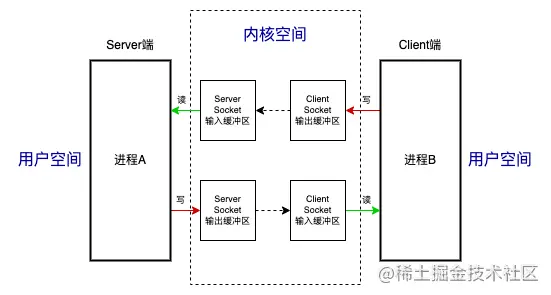 内核空间
Server端
Client端
读
Server
Socket
输入缓冲区
Client
Socket
输出缓冲区
写
用户空间
进程A
进程B
用户空间
写
Server
Socket
输出缓冲区
Client
Socket
输入缓冲区
读
@稀土掘金技术社区